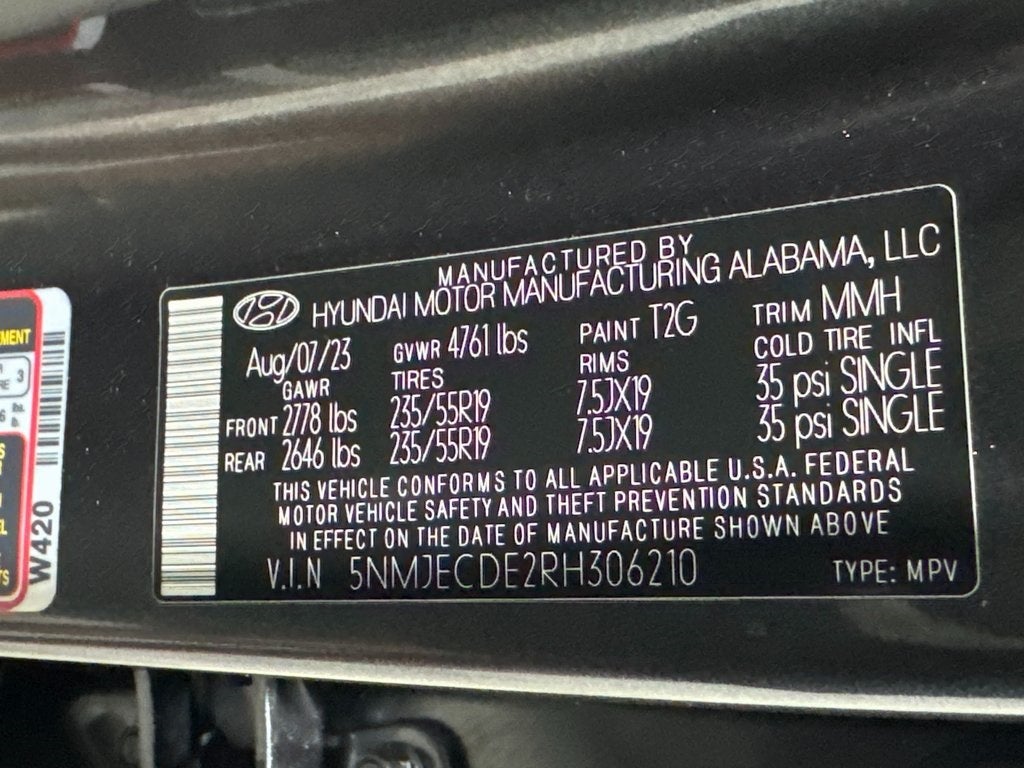 MANUFACTURED BY
HYUNDAI MOTOR MANUFACTURING ALABAMA, LLC
Aug/07/23 GVWR 4761 lbs PAINT T2G TRIM MMH
GAWR TIRES RIMS COLD TIRE INFL
FRONT 2778 lbs 235/55R19 7.5JX19 35 psi SINGLE
REAR 2646 lbs 235/55R19 7.5JX19 35 psi SINGLE
THIS VEHICLE CONFORMS TO ALL APPLICABLE U.S.A. FEDERAL
MOTOR VEHICLE SAFETY AND THEFT PREVENTION STANDARDS
IN EFFECT ON THE DATE OF MANUFACTURE SHOWN ABOVE
V.I.N 5NMJECDE2RH306210 TYPE: MPV
W420
3